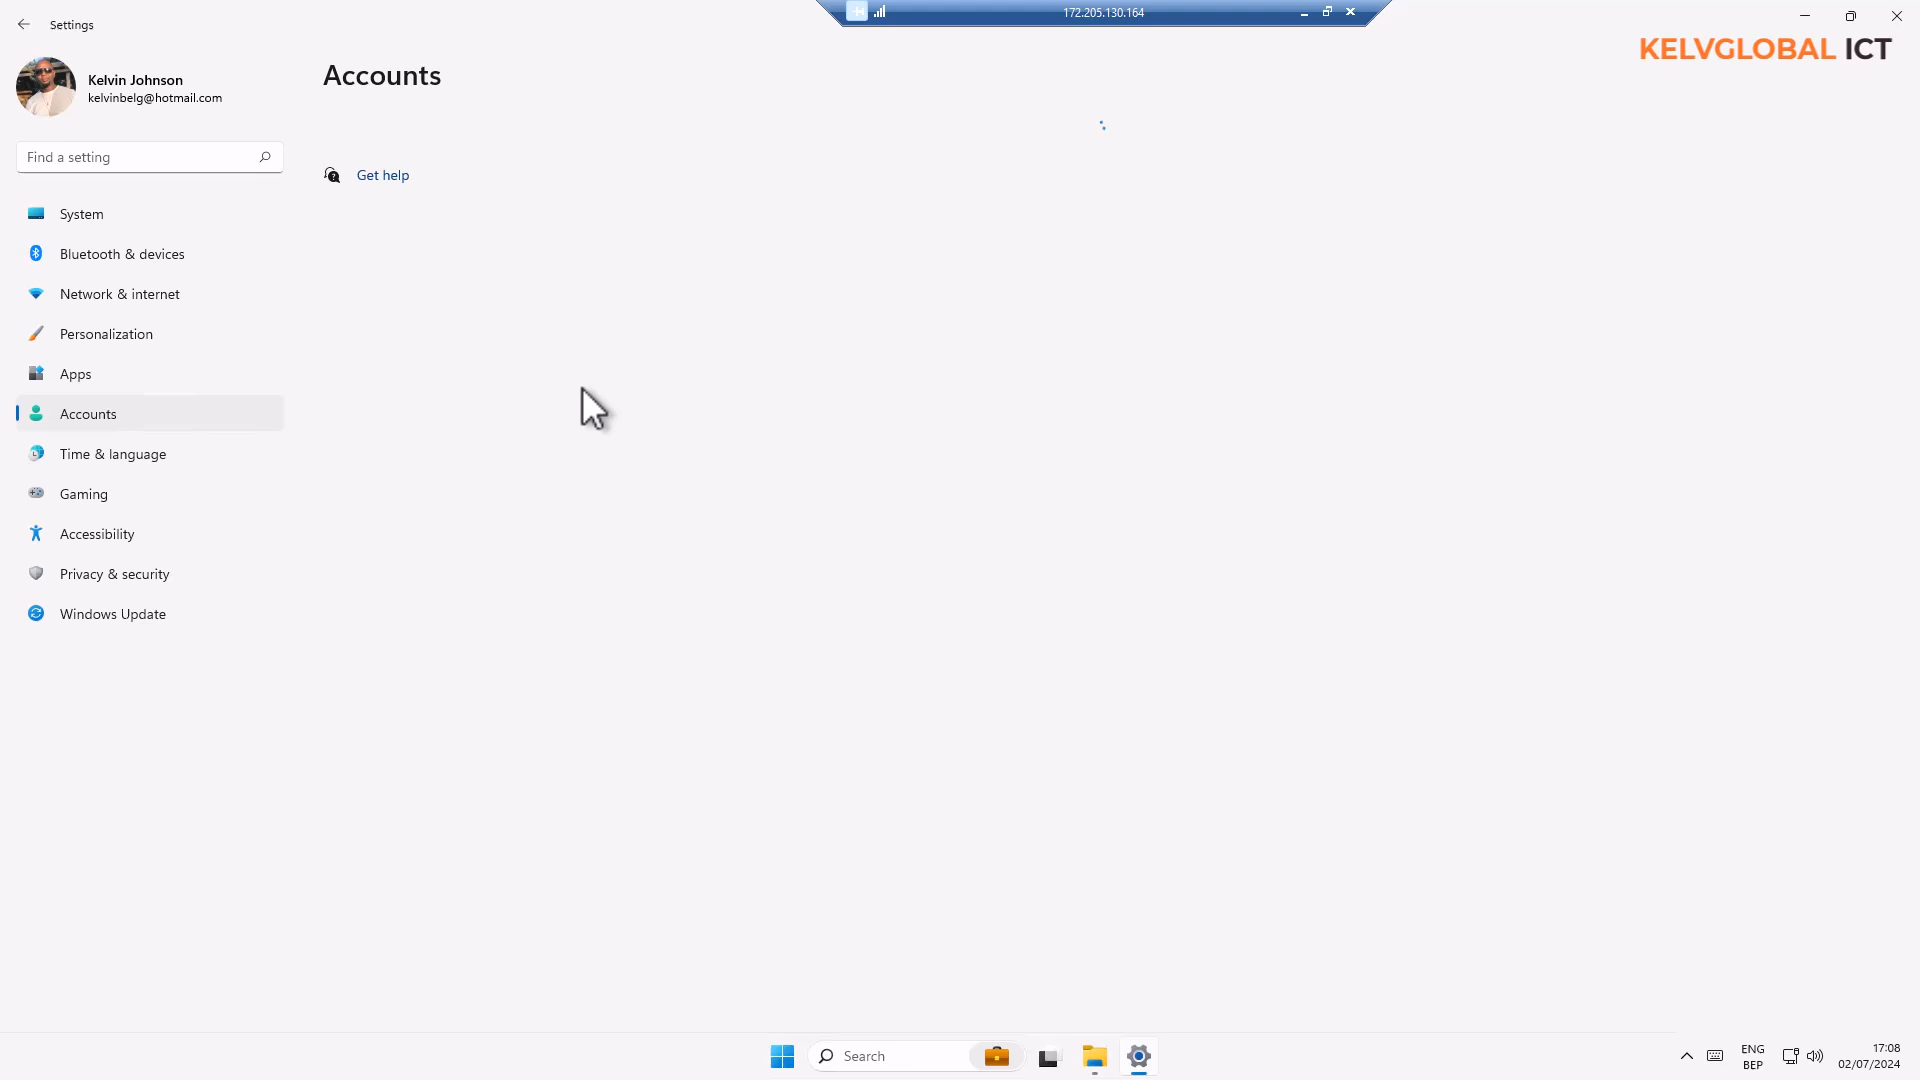 Settings
172.205.130.164
KELVGLOBAL ICT
Kelvin Johnson
kelvinbelg@hotmail.com
Accounts
Find a setting
Get help
System
Bluetooth & devices
Network & internet
Personalization
Apps
Accounts
Time & language
Gaming
Accessibility
Privacy & security
Windows Update
Search
ENG
BEP
17:08
02/07/2024